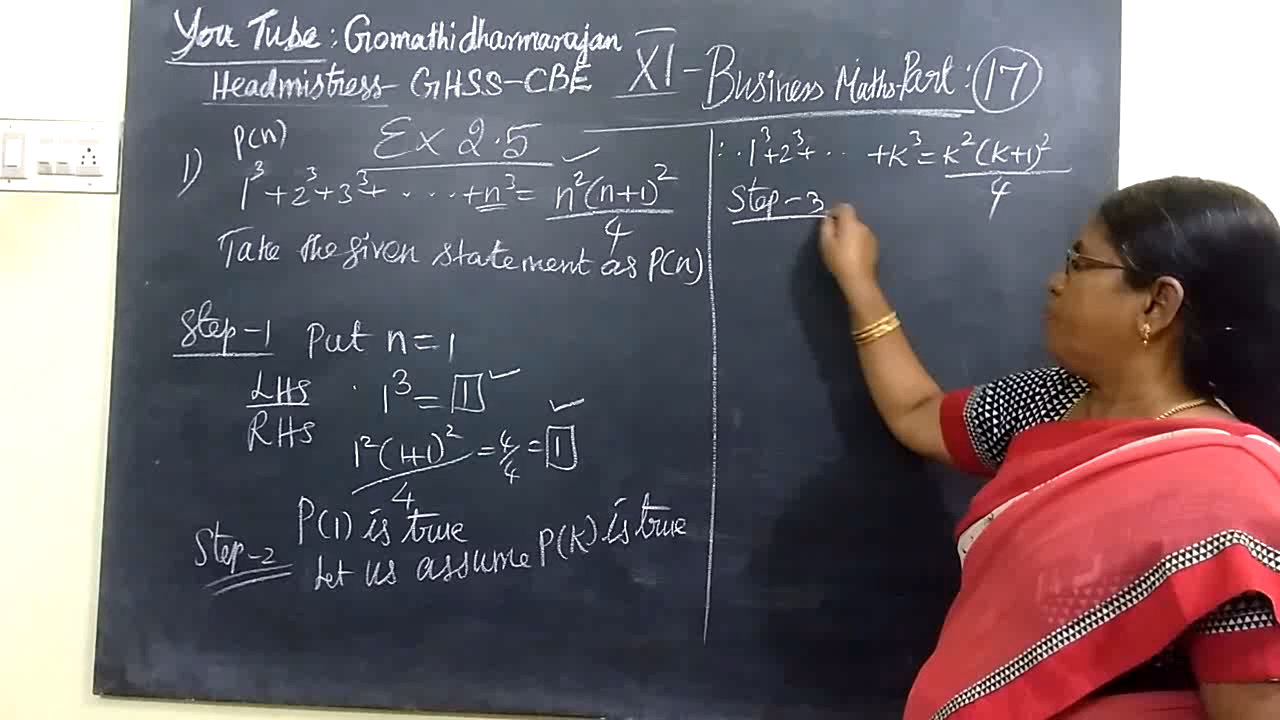 You Tube : Gomathidharmarajan
Headmistress - GHSS-CBE
XI - Business Maths-Part : 17
Ex 2.5
P(n)
1) 1³+2³+3³+ ..... +n³ = n²(n+1)²/4
Take the given statement as P(n)
Step-1 Put n=1
LHS 1³ = 1
RHS 1²(1+1)²/4 = 4/4 = 1
P(1) is true
Step-2 Let us assume P(K) is true
∴ 1³+2³+ ... +K³ = K²(K+1)²/4
Step-3